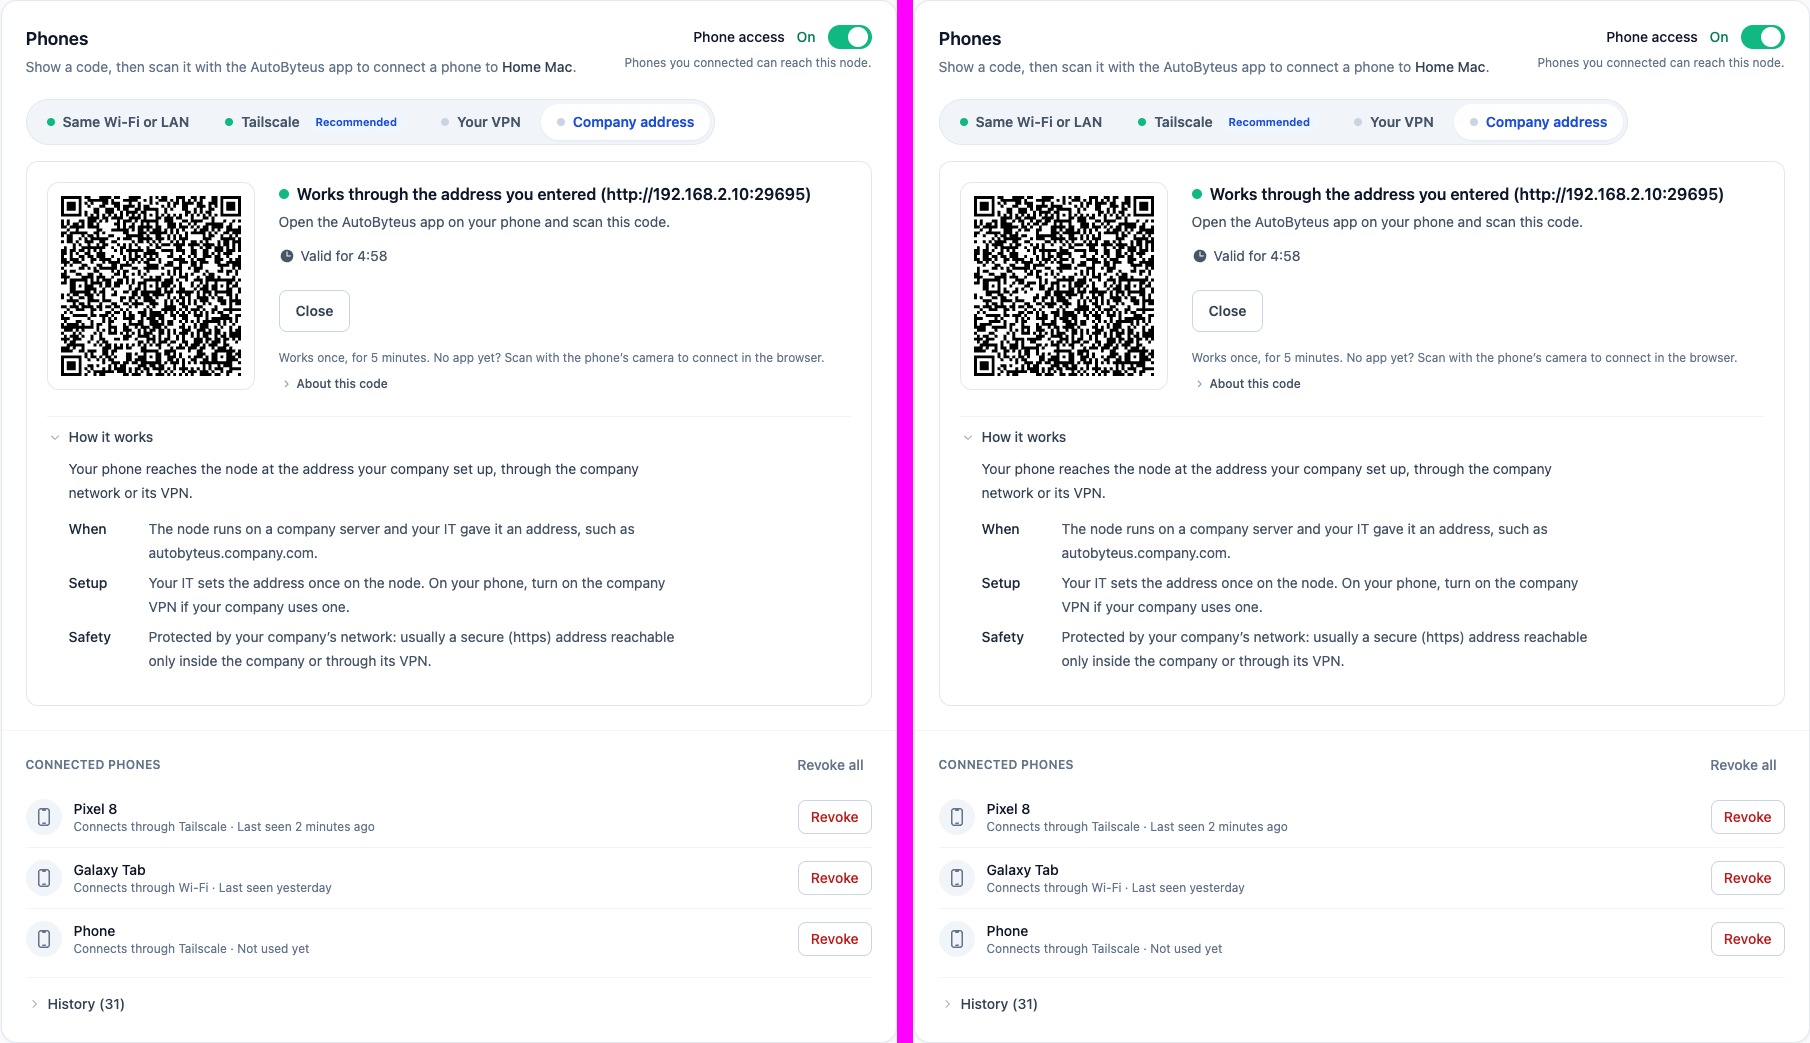 Phones
Phone access On
Show a code, then scan it with the AutoByteus app to connect a phone to Home Mac.
Phones you connected can reach this node.
Same Wi-Fi or LAN
Tailscale Recommended
Your VPN
Company address
Works through the address you entered (http://192.168.2.10:29695)
Open the AutoByteus app on your phone and scan this code.
Valid for 4:58
Close
Works once, for 5 minutes. No app yet? Scan with the phone’s camera to connect in the browser.
About this code
How it works
Your phone reaches the node at the address your company set up, through the company
network or its VPN.
When
The node runs on a company server and your IT gave it an address, such as
autobyteus.company.com.
Setup
Your IT sets the address once on the node. On your phone, turn on the company
VPN if your company uses one.
Safety
Protected by your company’s network: usually a secure (https) address reachable
only inside the company or through its VPN.
CONNECTED PHONES
Revoke all
Pixel 8
Connects through Tailscale · Last seen 2 minutes ago
Revoke
Galaxy Tab
Connects through Wi-Fi · Last seen yesterday
Revoke
Phone
Connects through Tailscale · Not used yet
Revoke
History (31)
Phones
Phone access On
Show a code, then scan it with the AutoByteus app to connect a phone to Home Mac.
Phones you connected can reach this node.
Same Wi-Fi or LAN
Tailscale Recommended
Your VPN
Company address
Works through the address you entered (http://192.168.2.10:29695)
Open the AutoByteus app on your phone and scan this code.
Valid for 4:58
Close
Works once, for 5 minutes. No app yet? Scan with the phone’s camera to connect in the browser.
About this code
How it works
Your phone reaches the node at the address your company set up, through the company
network or its VPN.
When
The node runs on a company server and your IT gave it an address, such as
autobyteus.company.com.
Setup
Your IT sets the address once on the node. On your phone, turn on the company
VPN if your company uses one.
Safety
Protected by your company’s network: usually a secure (https) address reachable
only inside the company or through its VPN.
CONNECTED PHONES
Revoke all
Pixel 8
Connects through Tailscale · Last seen 2 minutes ago
Revoke
Galaxy Tab
Connects through Wi-Fi · Last seen yesterday
Revoke
Phone
Connects through Tailscale · Not used yet
Revoke
History (31)